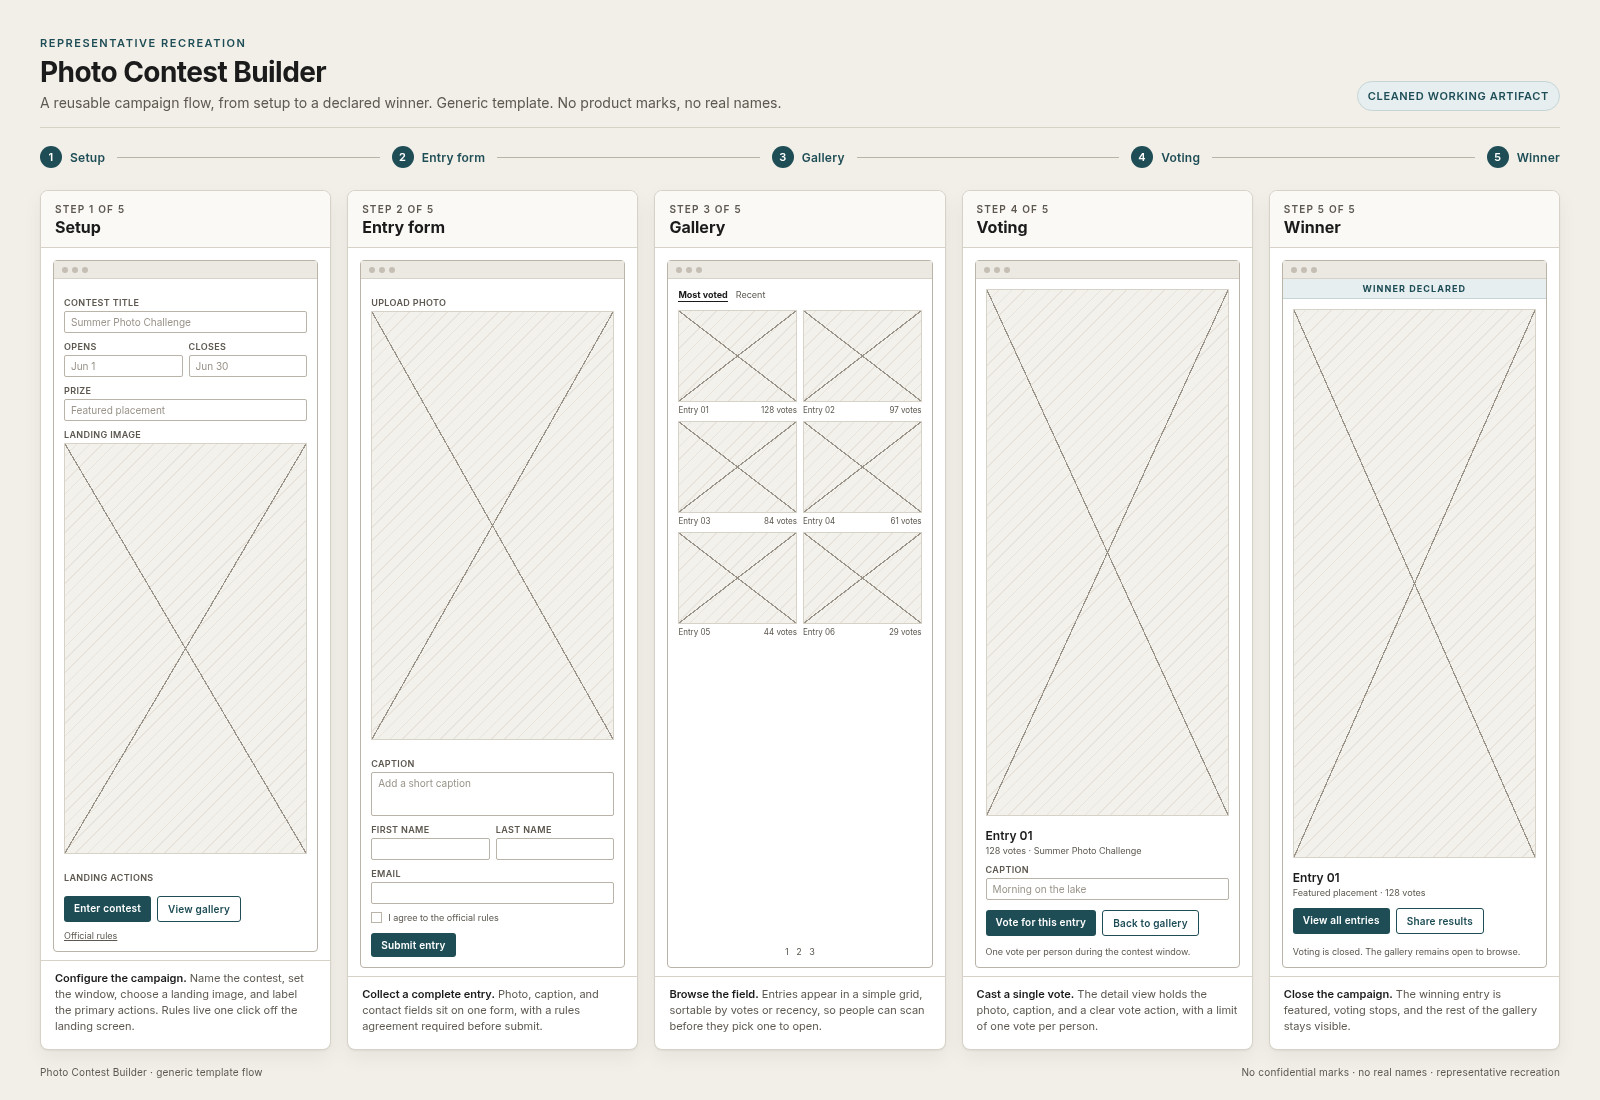 REPRESENTATIVE RECREATION
Photo Contest Builder
A reusable campaign flow, from setup to a declared winner. Generic template. No product marks, no real names.
CLEANED WORKING ARTIFACT
1 Setup
2 Entry form
3 Gallery
4 Voting
5 Winner
STEP 1 OF 5
Setup
CONTEST TITLE
Summer Photo Challenge
OPENS CLOSES
Jun 1 Jun 30
PRIZE
Featured placement
LANDING IMAGE
LANDING ACTIONS
Enter contest View gallery
Official rules
Configure the campaign. Name the contest, set
the window, choose a landing image, and label
the primary actions. Rules live one click off the
landing screen.
STEP 2 OF 5
Entry form
UPLOAD PHOTO
CAPTION
Add a short caption
FIRST NAME LAST NAME
EMAIL
I agree to the official rules
Submit entry
Collect a complete entry. Photo, caption, and
contact fields sit on one form, with a rules
agreement required before submit.
STEP 3 OF 5
Gallery
Most voted Recent
Entry 01 128 votes Entry 02 97 votes
Entry 03 84 votes Entry 04 61 votes
Entry 05 44 votes Entry 06 29 votes
1 2 3
Browse the field. Entries appear in a simple grid,
sortable by votes or recency, so people can scan
before they pick one to open.
STEP 4 OF 5
Voting
Entry 01
128 votes · Summer Photo Challenge
CAPTION
Morning on the lake
Vote for this entry Back to gallery
One vote per person during the contest window.
Cast a single vote. The detail view holds the
photo, caption, and a clear vote action, with a limit
of one vote per person.
STEP 5 OF 5
Winner
WINNER DECLARED
Entry 01
Featured placement · 128 votes
View all entries Share results
Voting is closed. The gallery remains open to browse.
Close the campaign. The winning entry is
featured, voting stops, and the rest of the gallery
stays visible.
Photo Contest Builder · generic template flow
No confidential marks · no real names · representative recreation